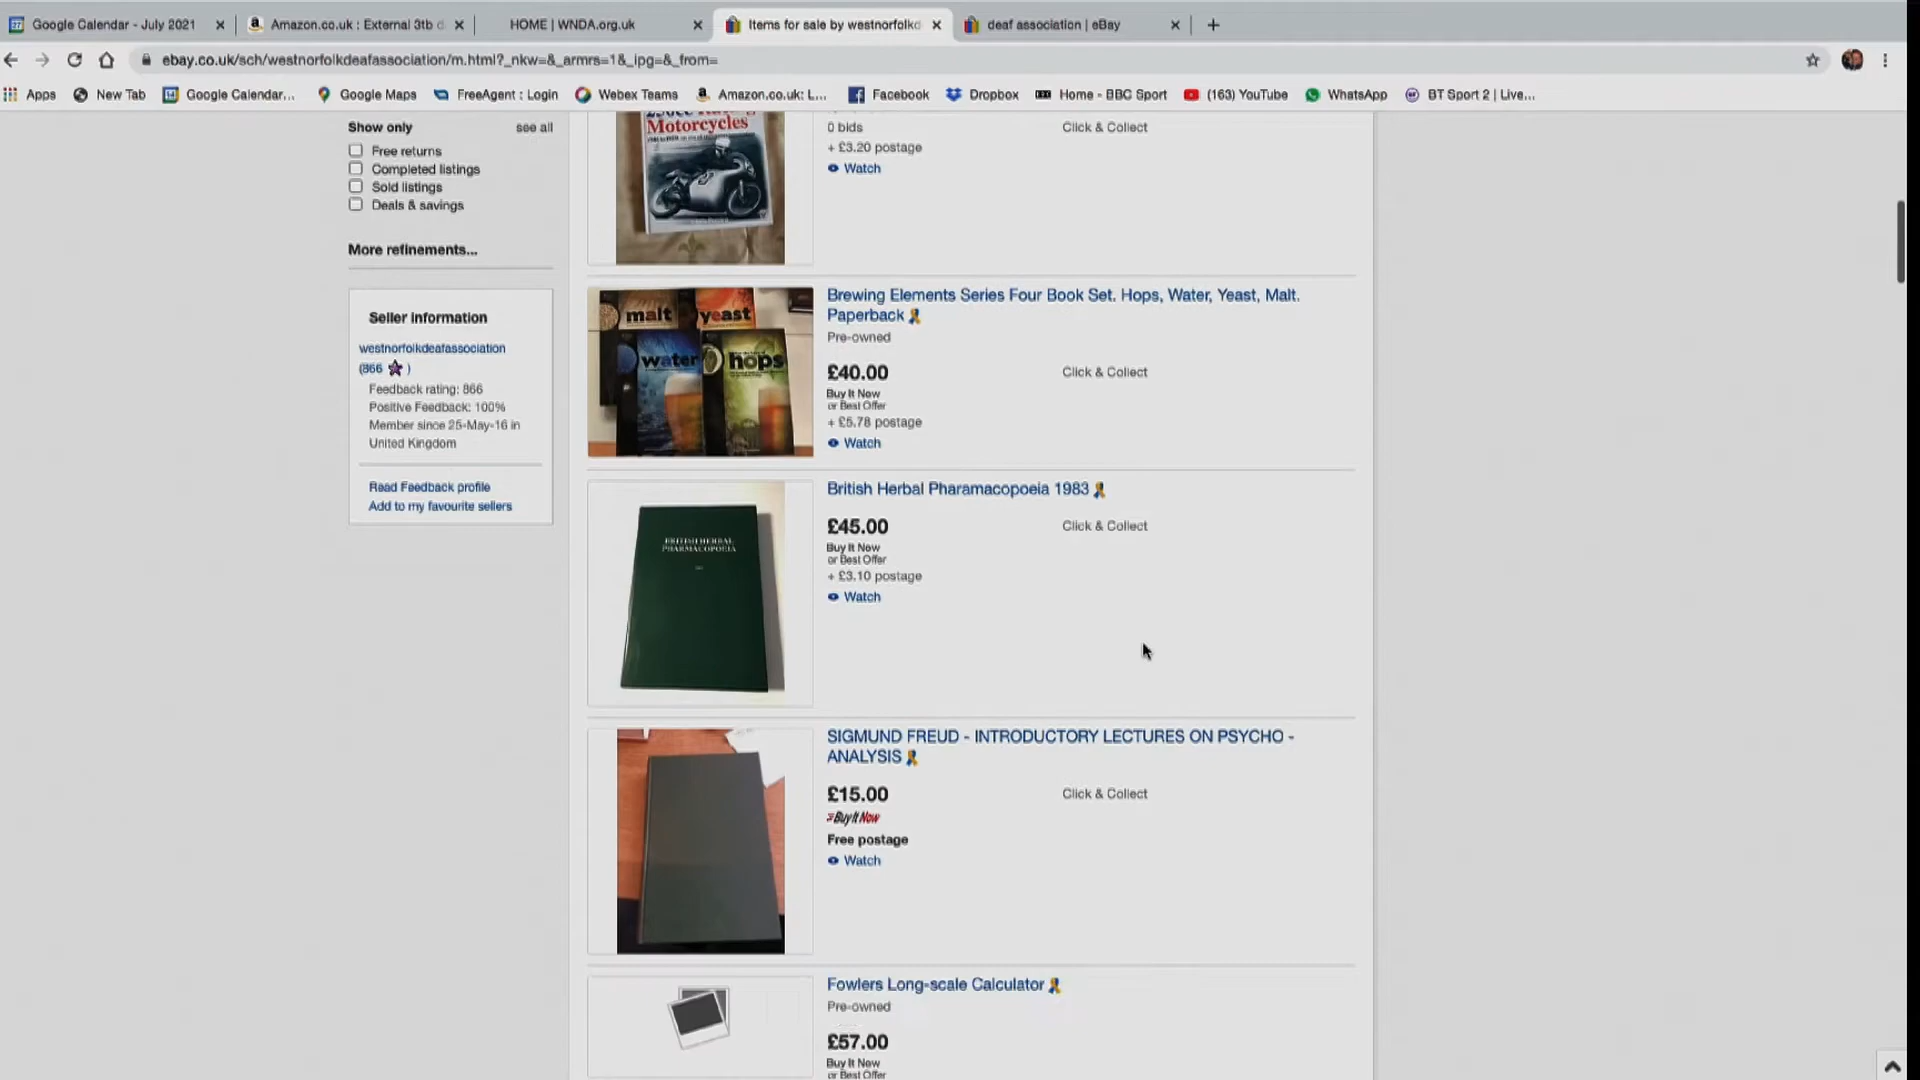 Google Calendar - July 2021
Amazon.co.uk : External 3tb d
HOME | WNDA.org.uk
Items for sale by westnorfolkd
deaf association | eBay
ebay.co.uk/sch/westnorfolkdeafassociation/m.html?_nkw=&_armrs=1&_ipg=&_from=
Apps
New Tab
Google Calendar...
Google Maps
FreeAgent : Login
Webex Teams
Amazon.co.uk: L...
Facebook
Dropbox
Home - BBC Sport
(163) YouTube
WhatsApp
BT Sport 2 | Live...
Show only
see all
Free returns
Completed listings
Sold listings
Deals & savings
More refinements...
Seller information
westnorfolkdeafassociation
(866 )
Feedback rating: 866
Positive Feedback: 100%
Member since 25-May-16 in
United Kingdom
Read Feedback profile
Add to my favourite sellers
Motorcycles
0 bids
Click & Collect
+ £3.20 postage
Watch
malt
yeast
water
hops
Brewing Elements Series Four Book Set. Hops, Water, Yeast, Malt.
Paperback
Pre-owned
£40.00
Click & Collect
Buy It Now
or Best Offer
+ £5.78 postage
Watch
BRITISH HERBAL
PHARMACOPOEIA
British Herbal Pharamacopoeia 1983
£45.00
Click & Collect
Buy It Now
or Best Offer
+ £3.10 postage
Watch
SIGMUND FREUD - INTRODUCTORY LECTURES ON PSYCHO -
ANALYSIS
£15.00
Click & Collect
Buy It Now
Free postage
Watch
Fowlers Long-scale Calculator
Pre-owned
£57.00
Buy It Now
or Best Offer